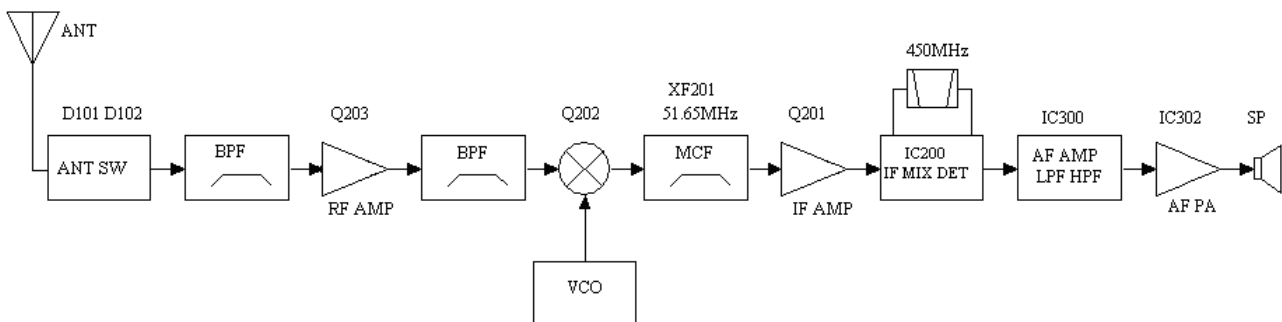 ANT
450MHz
XF201
51.65MHz
D101 D102
Q203
Q202
Q201
IC300
IC302
SP
ANT SW
BPF
RF AMP
BPF
MCF
IF AMP
IC200
IF MIX DET
AF AMP
LPF HPF
AF PA
VCO